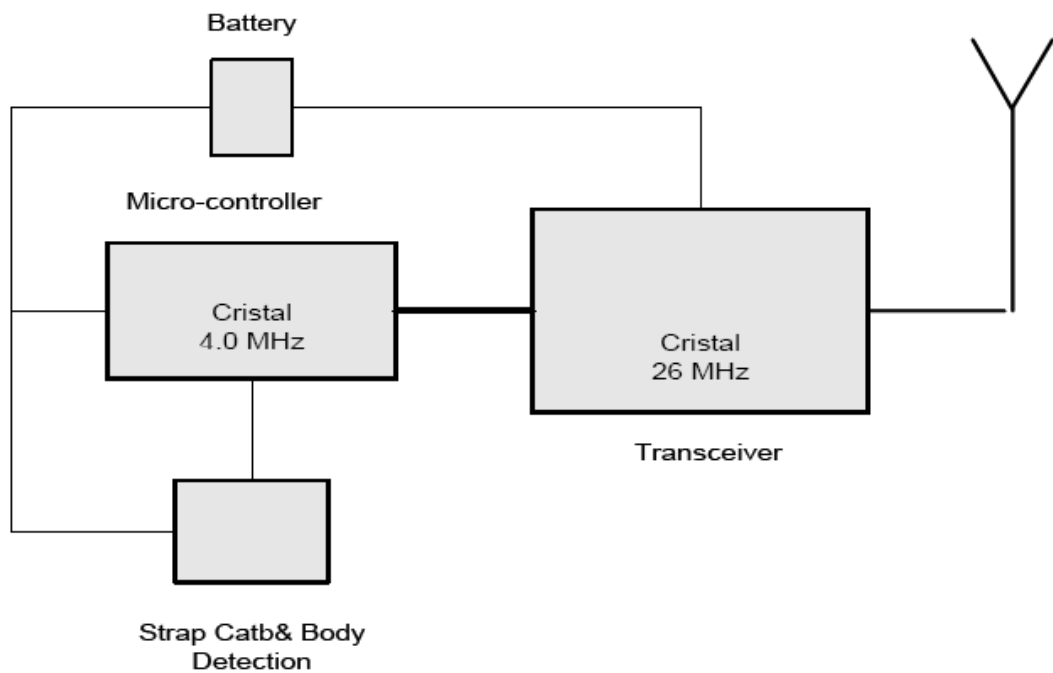 Battery
Micro-controller
Cristal
4.0 MHz
Cristal
26 MHz
Transceiver
Strap Catb& Body
Detection